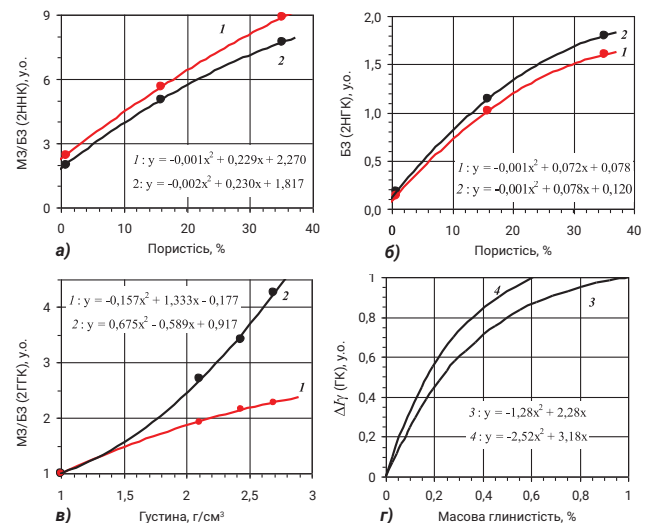 МЗ/БЗ (2ННК), у.о.
9
6
3
0
1
2
1 : y = -0,001x² + 0,229x + 2,270
2: y = -0,002x² + 0,230x + 1,817
0 10 20 30 40
а)
Пористісь, %
БЗ (2НГК), у.о.
2,0
1,5
1,0
0,5
0,0
2
1
1 : y = -0,001x² + 0,072x + 0,078
2 : y = -0,001x² + 0,078x + 0,120
0 10 20 30 40
б)
Пористісь, %
МЗ/БЗ (2ГГК), у.о.
4
3
2
1
1 : y = -0,157x² + 1,333x - 0,177
2 : y = 0,675x² - 0,589x + 0,917
2
1
1 1,5 2 2,5 3
в)
Густина, г/см³
ΔIγ (ГК), у.о.
1
0,8
0,6
0,4
0,2
0
4
3
3 : y = -1,28x² + 2,28x
4 : y = -2,52x² + 3,18x
0 0,2 0,4 0,6 0,8 1
г)
Масова глинистість, %